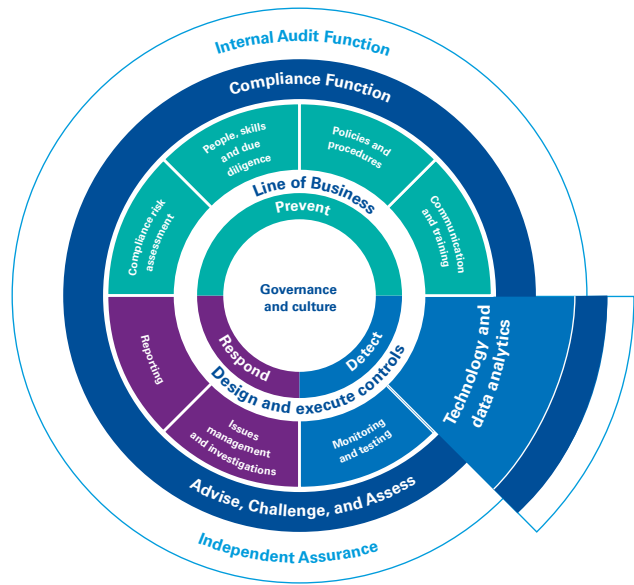 Internal Audit Function
Compliance Function
People, skills
and due
diligence
Policies and
procedures
Compliance risk
assessment
Communication
and training
Line of Business
Prevent
Governance
and culture
Respond
Detect
Design and execute controls
Reporting
Issues
management
and investigations
Monitoring
and testing
Technology and
data analytics
Advise, Challenge, and Assess
Independent Assurance